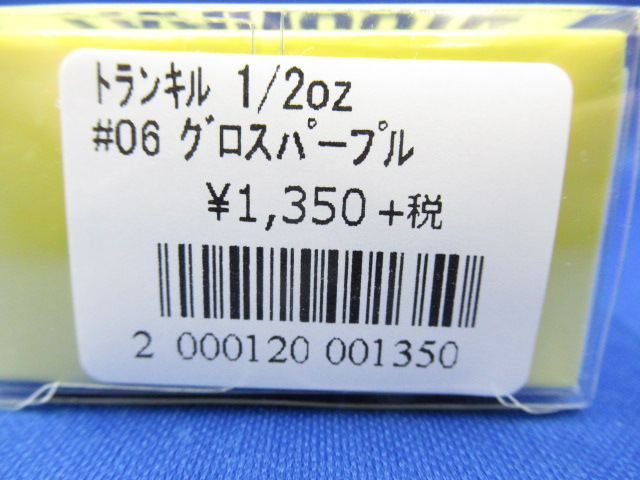 トランキル 1/2oz
#06 グロスパープル
¥1,350+税
2 000120 001350